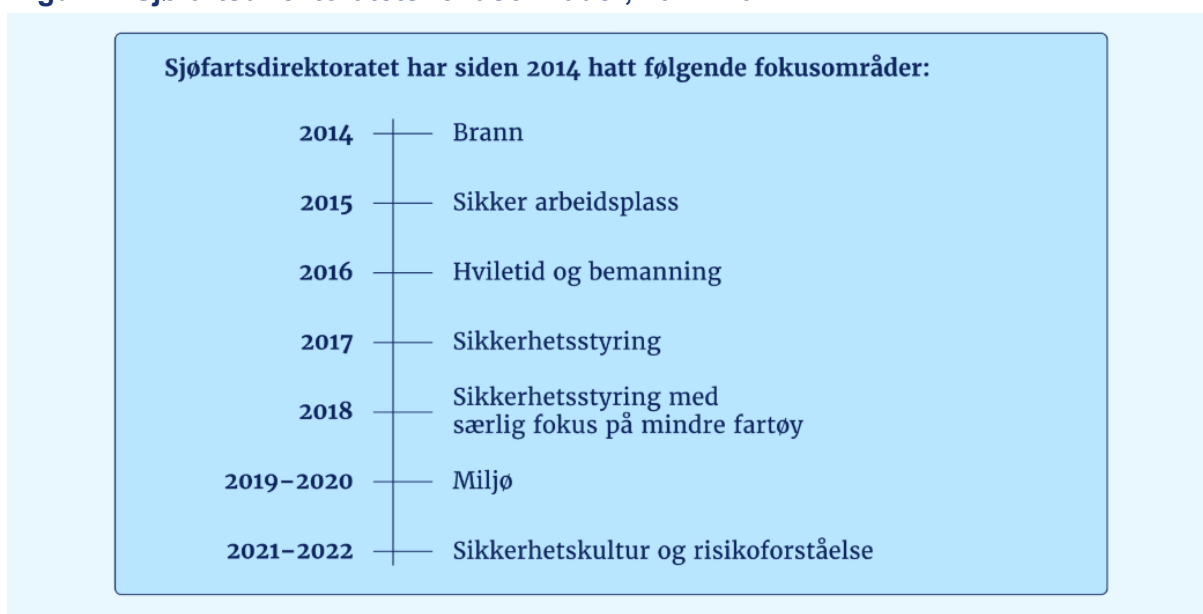 Sjøfartsdirektoratet har siden 2014 hatt følgende fokusområder:
2014 Brann
2015 Sikker arbeidsplass
2016 Hviletid og bemanning
2017 Sikkerhetsstyring
2018 Sikkerhetsstyring med
særlig fokus på mindre fartøy
2019–2020 Miljø
2021–2022 Sikkerhetskultur og risikoforståelse